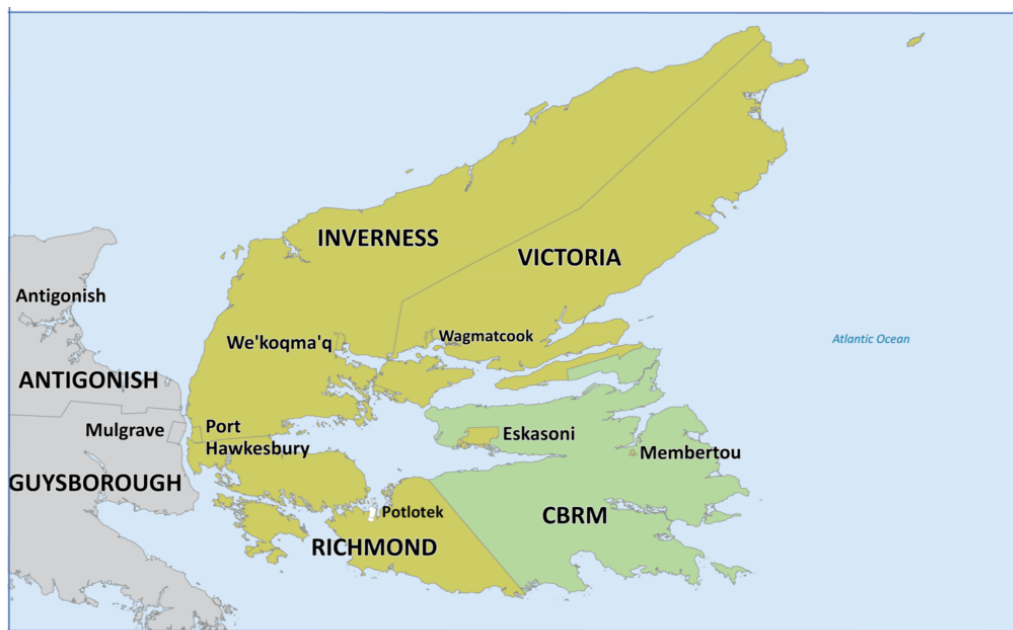 INVERNESS
VICTORIA
Antigonish
We'koqma'q
Wagmatcook
Atlantic Ocean
ANTIGONISH
Mulgrave
Port
Hawkesbury
Eskasoni
Membertou
GUYSBOROUGH
Potlotek
CBRM
RICHMOND